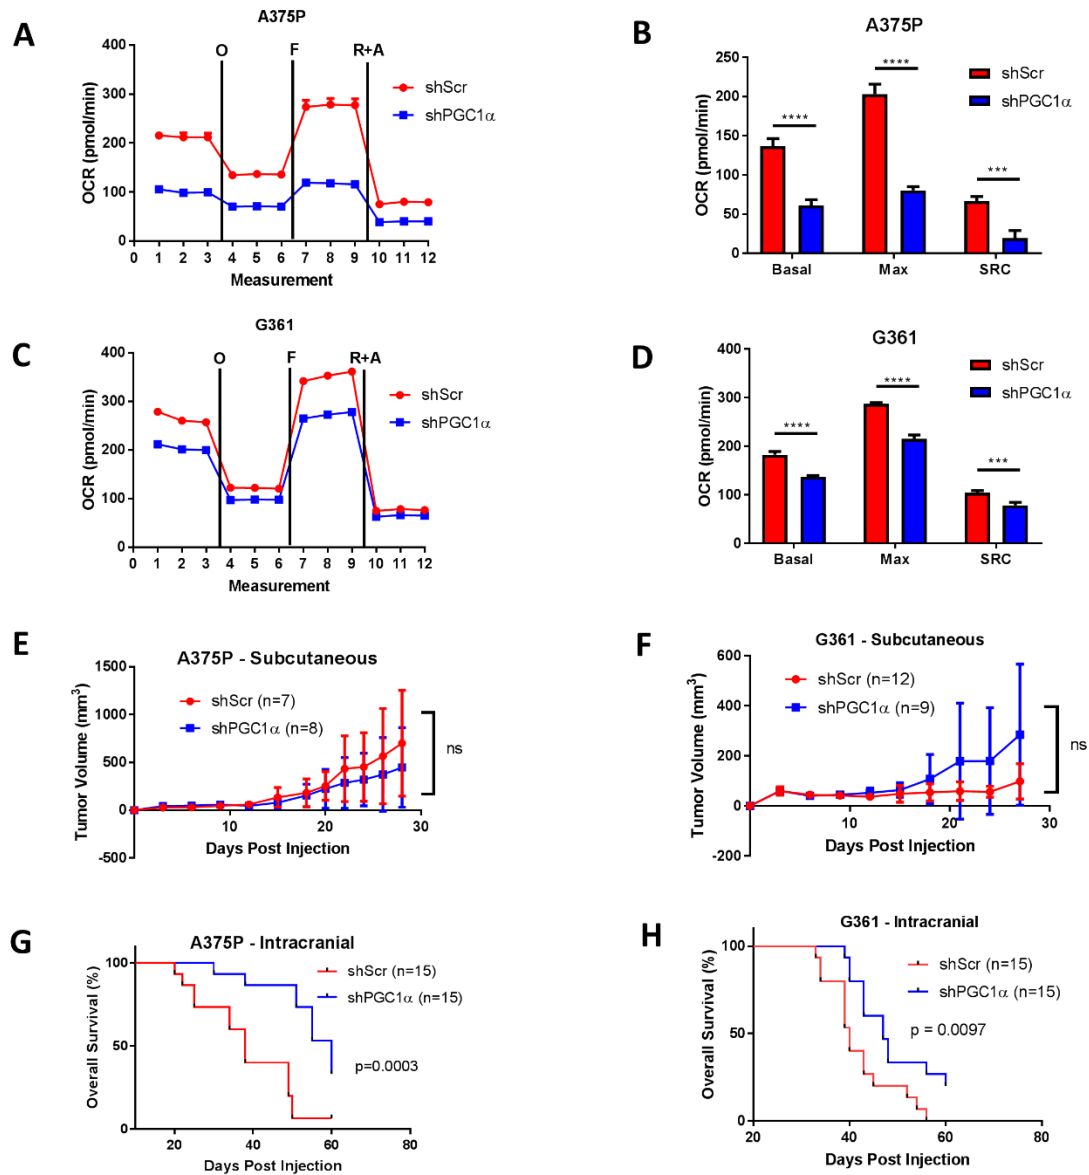 A
A375P
O F R+A
400
300
200
100
0
OCR (pmol/min)
0 1 2 3 4 5 6 7 8 9 10 11 12
Measurement
shScr
shPGC1α
B
A375P
250
200
150
100
50
0
OCR (pmol/min)
**** **** ***
Basal Max SRC
shScr
shPGC1α
C
G361
O F R+A
400
300
200
100
0
OCR (pmol/min)
0 1 2 3 4 5 6 7 8 9 10 11 12
Measurement
shScr
shPGC1α
D
G361
400
300
200
100
0
OCR (pmol/min)
**** **** ***
Basal Max SRC
shScr
shPGC1α
E
A375P - Subcutaneous
1500
1000
500
0
-500
Tumor Volume (mm³)
shScr (n=7)
shPGC1α (n=8)
ns
10 20 30
Days Post Injection
F
G361 - Subcutaneous
600
400
200
0
-200
Tumor Volume (mm³)
shScr (n=12)
shPGC1α (n=9)
ns
10 20 30
Days Post Injection
G
A375P - Intracranial
100
50
0
Overall Survival (%)
shScr (n=15)
shPGC1α (n=15)
p=0.0003
20 40 60 80
Days Post Injection
H
G361 - Intracranial
100
50
0
Overall Survival (%)
shScr (n=15)
shPGC1α (n=15)
p = 0.0097
20 40 60 80
Days Post Injection